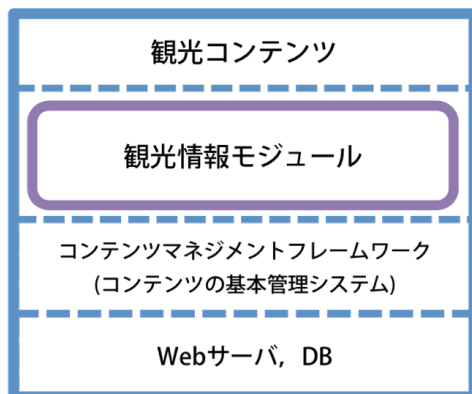 観光コンテンツ
観光情報モジュール
コンテンツマネジメントフレームワーク
(コンテンツの基本管理システム)
Webサーバ，DB